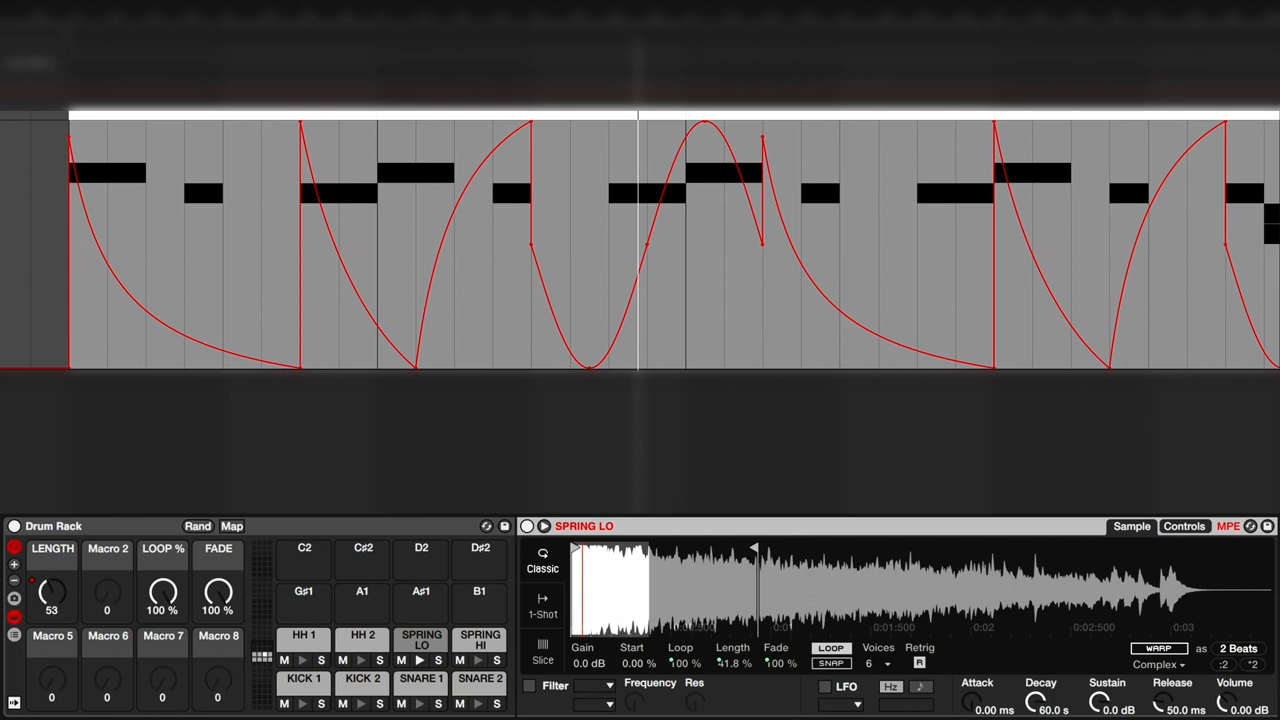 Drum Rack Rand Map
LENGTH Macro 2 LOOP % FADE
53 0 100 % 100 %
Macro 5 Macro 6 Macro 7 Macro 8
0 0 0 0
C2 C#2 D2 D#2
G#1 A1 A#1 B1
HH 1 HH 2 SPRING LO SPRING HI
M S M S M S M S
KICK 1 KICK 2 SNARE 1 SNARE 2
M S M S M S M S
SPRING LO Sample Controls MPE
Classic
1-Shot
Slice
0:00:500 0:01 0:01:500 0:02 0:02:500 0:03
Gain Start Loop Length Fade LOOP Voices Retrig WARP as 2 Beats
0.0 dB 0.00 % 100 % 41.8 % 100 % SNAP 6 R Complex :2 *2
Filter Frequency Res LFO Hz Attack Decay Sustain Release Volume
0.00 ms 60.0 s 0.0 dB 50.0 ms 0.00 dB